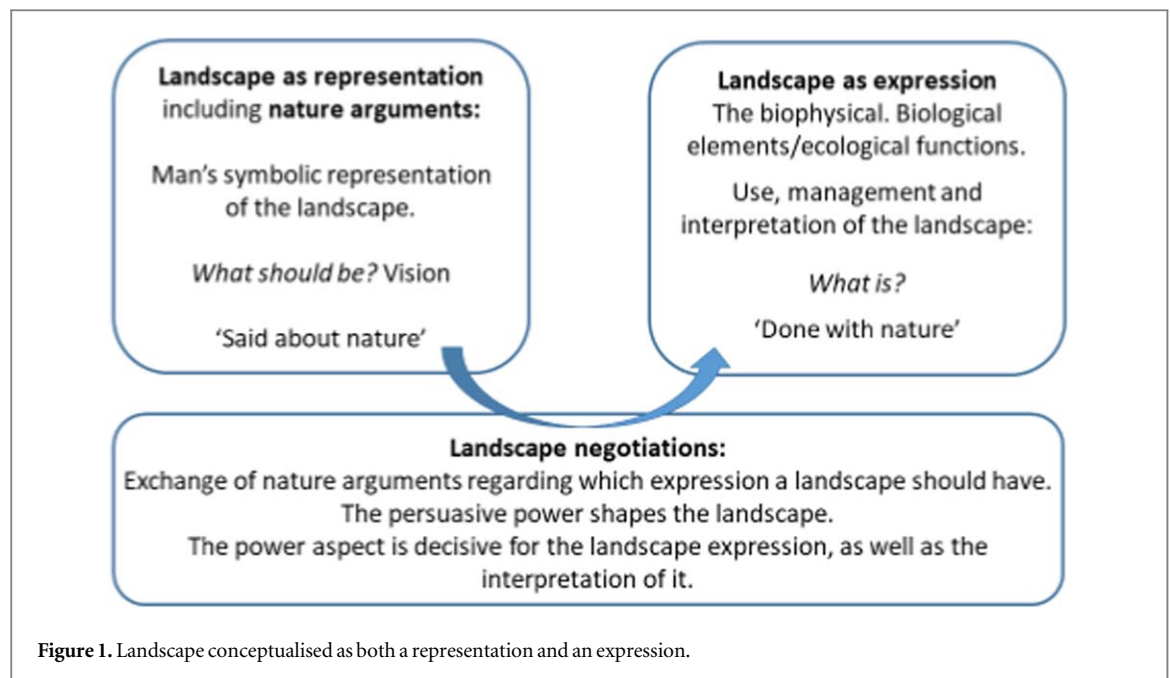 Landscape as representation
including nature arguments:
Man's symbolic representation
of the landscape.
What should be? Vision
'Said about nature'
Landscape as expression
The biophysical. Biological
elements/ecological functions.
Use, management and
interpretation of the landscape:
What is?
'Done with nature'
Landscape negotiations:
Exchange of nature arguments regarding which expression a landscape should have.
The persuasive power shapes the landscape.
The power aspect is decisive for the landscape expression, as well as the
interpretation of it.
Figure 1. Landscape conceptualised as both a representation and an expression.